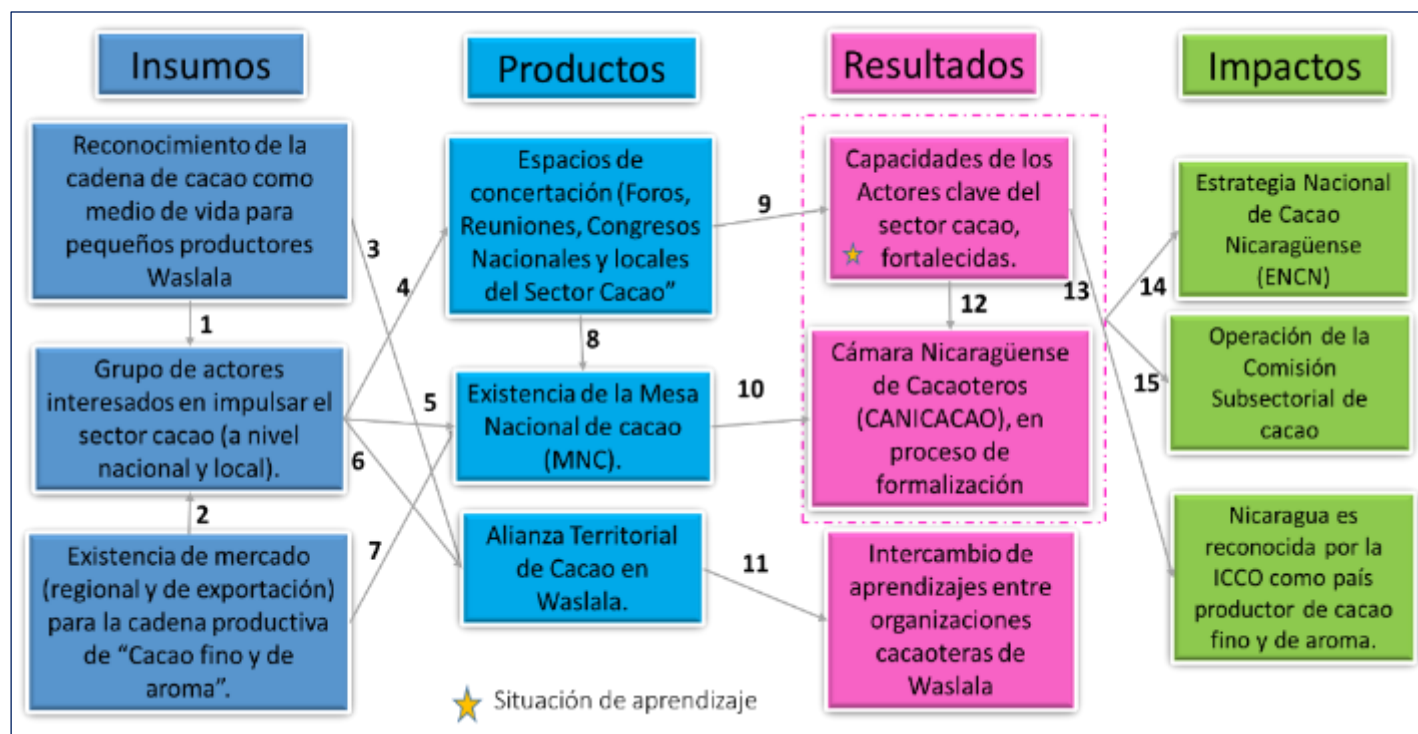 Insumos
Productos
Resultados
Impactos
Reconocimiento de la
cadena de cacao como
medio de vida para
pequeños productores
Waslala
1
Grupo de actores
interesados en impulsar el
sector cacao (a nivel
nacional y local).
2
Existencia de mercado
(regional y de exportación)
para la cadena productiva
de “Cacao fino y de
aroma”.
3
4
5
6
7
Espacios de
concertación (Foros,
Reuniones, Congresos
Nacionales y locales
del Sector Cacao”
8
Existencia de la Mesa
Nacional de cacao
(MNC).
Alianza Territorial
de Cacao en
Waslala.
9
10
11
Capacidades de los
Actores clave del
sector cacao,
fortalecidas.
12
Cámara Nicaragüense
de Cacaoteros
(CANICACAO), en
proceso de
formalización
Intercambio de
aprendizajes entre
organizaciones
cacaoteras de
Waslala
13
14
15
Estrategia Nacional
de Cacao
Nicaragüense
(ENCN)
Operación de la
Comisión
Subsectorial de
cacao
Nicaragua es
reconocida por la
ICCO como país
productor de cacao
fino y de aroma.
Situación de aprendizaje